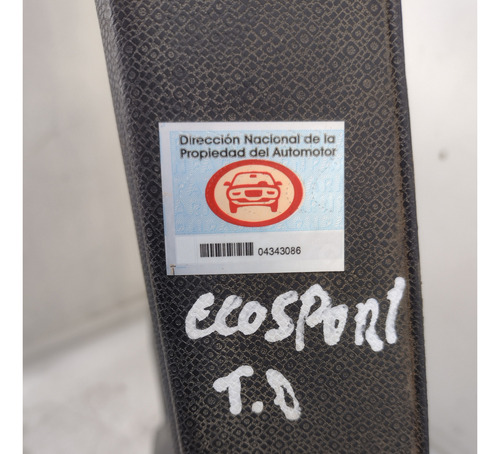 Dirección Nacional de la
Propiedad del Automotor
04343086
ECOSPORT
T.D